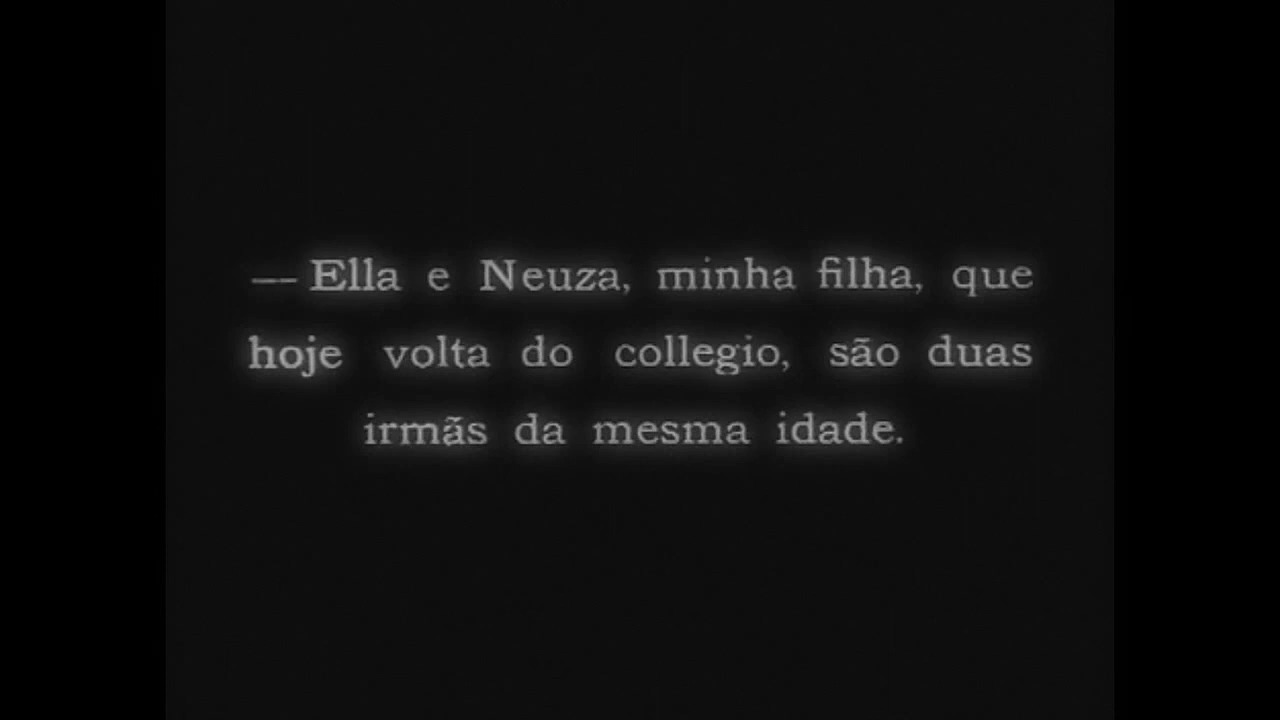 — Ella e Neuza, minha filha, que
hoje volta do collegio, são duas
irmãs da mesma idade.